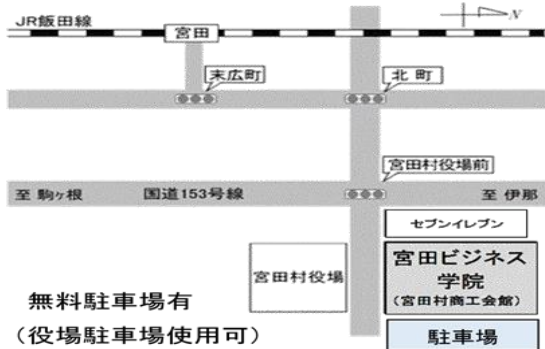 JR飯田線
N
宮田
末広町
北町
宮田村役場前
至 駒ヶ根
国道153号線
至 伊那
セブンイレブン
宮田村役場
宮田ビジネス
学院
(宮田村商工会館)
無料駐車場有
(役場駐車場使用可)
駐車場